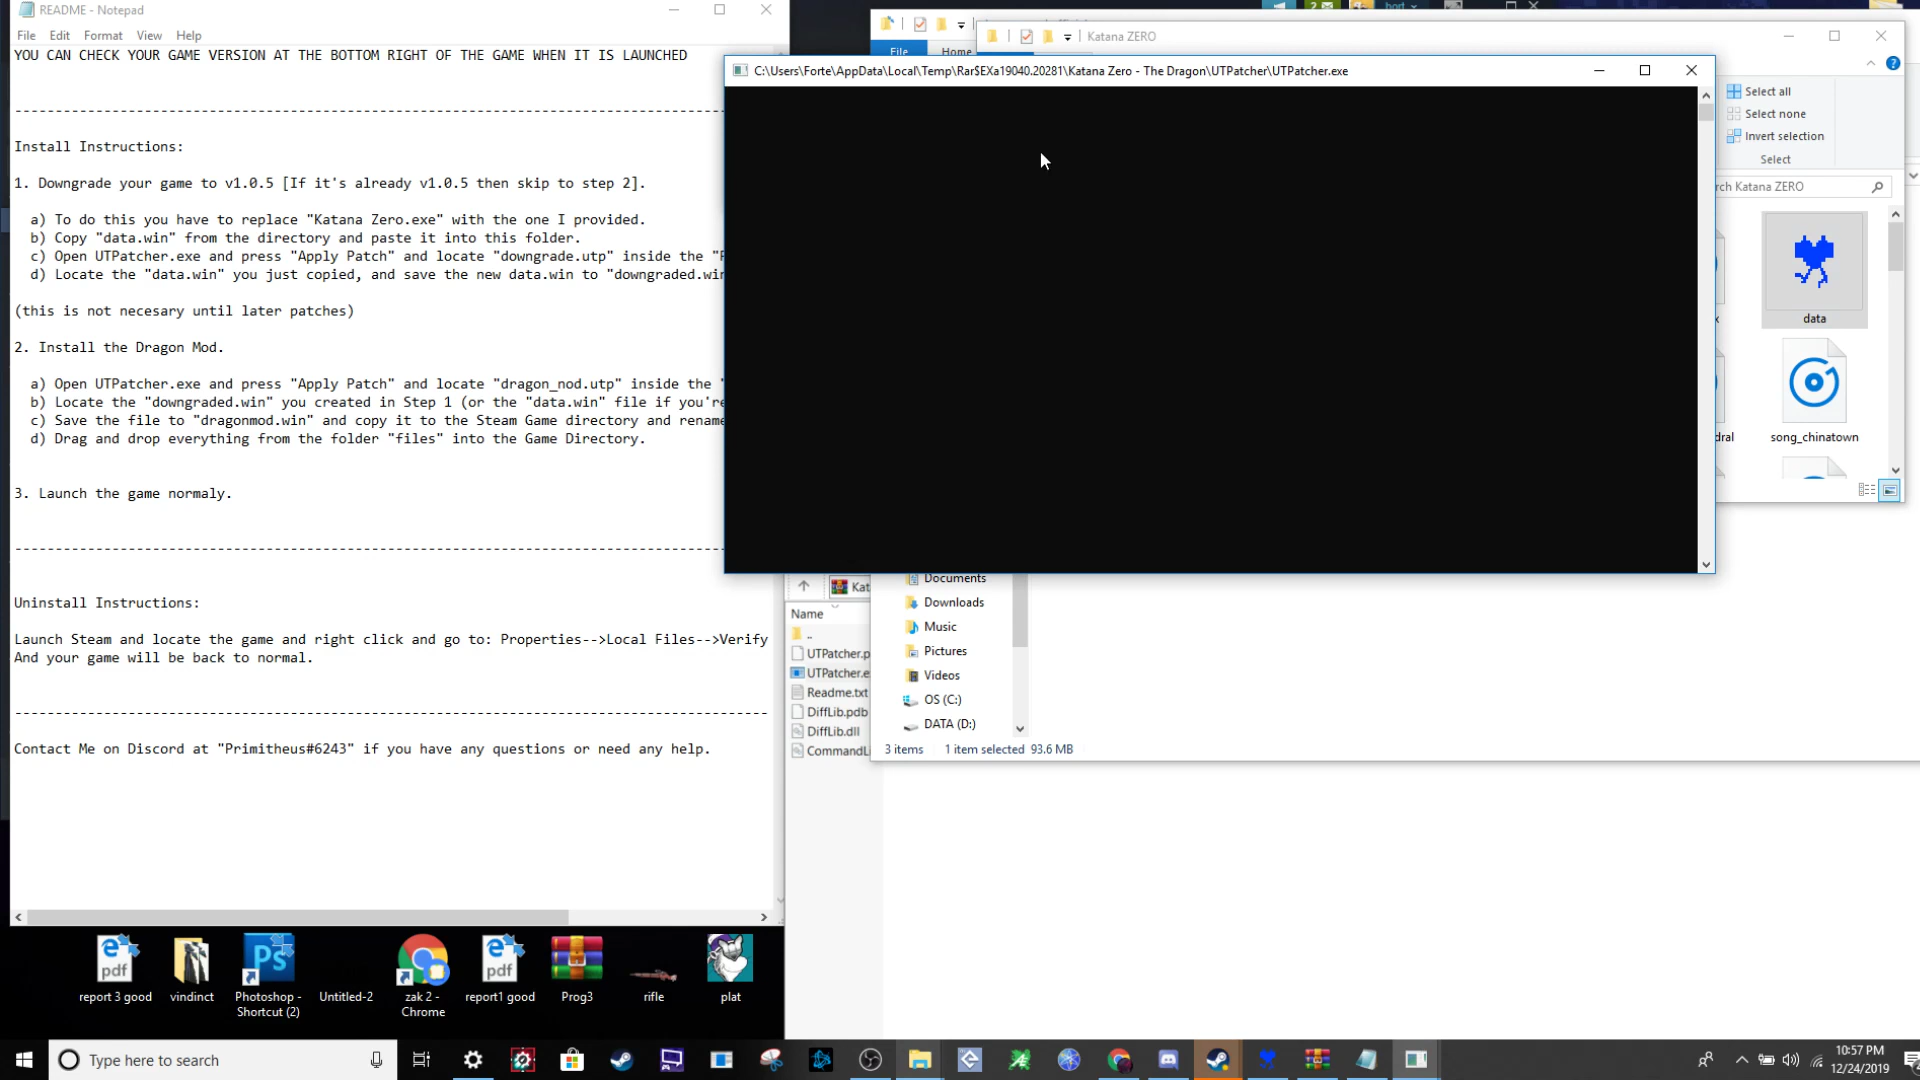 README - Notepad
File Edit Format View Help
YOU CAN CHECK YOUR GAME VERSION AT THE BOTTOM RIGHT OF THE GAME WHEN IT IS LAUNCHED
Install Instructions:
1. Downgrade your game to v1.0.5 [If it's already v1.0.5 then skip to step 2].
a) To do this you have to replace "Katana Zero.exe" with the one I provided.
b) Copy "data.win" from the directory and paste it into this folder.
c) Open UTPatcher.exe and press "Apply Patch" and locate "downgrade.utp" inside the "P
d) Locate the "data.win" you just copied, and save the new data.win to "downgraded.win
(this is not necesary until later patches)
2. Install the Dragon Mod.
a) Open UTPatcher.exe and press "Apply Patch" and locate "dragon_nod.utp" inside the "
b) Locate the "downgraded.win" you created in Step 1 (or the "data.win" file if you're
c) Save the file to "dragonmod.win" and copy it to the Steam Game directory and rename
d) Drag and drop everything from the folder "files" into the Game Directory.
3. Launch the game normaly.
Uninstall Instructions:
Launch Steam and locate the game and right click and go to: Properties-->Local Files-->Verify
And your game will be back to normal.
Contact Me on Discord at "Primitheus#6243" if you have any questions or need any help.
File Home
Katana ZERO
C:\Users\Forte\AppData\Local\Temp\Rar$EXa19040.20281\Katana Zero - The Dragon\UTPatcher\UTPatcher.exe
Select all
Select none
Invert selection
Select
rch Katana ZERO
data
dral
song_chinatown
Kat
Name
..
UTPatcher.p
UTPatcher.e
Readme.txt
DiffLib.pdb
DiffLib.dll
CommandLi
Documents
Downloads
Music
Pictures
Videos
OS (C:)
DATA (D:)
3 items 1 item selected 93.6 MB
report 3 good
vindinct
Photoshop -
Shortcut (2)
Untitled-2
zak 2 -
Chrome
report1 good
Prog3
rifle
plat
Type here to search
10:57 PM
12/24/2019